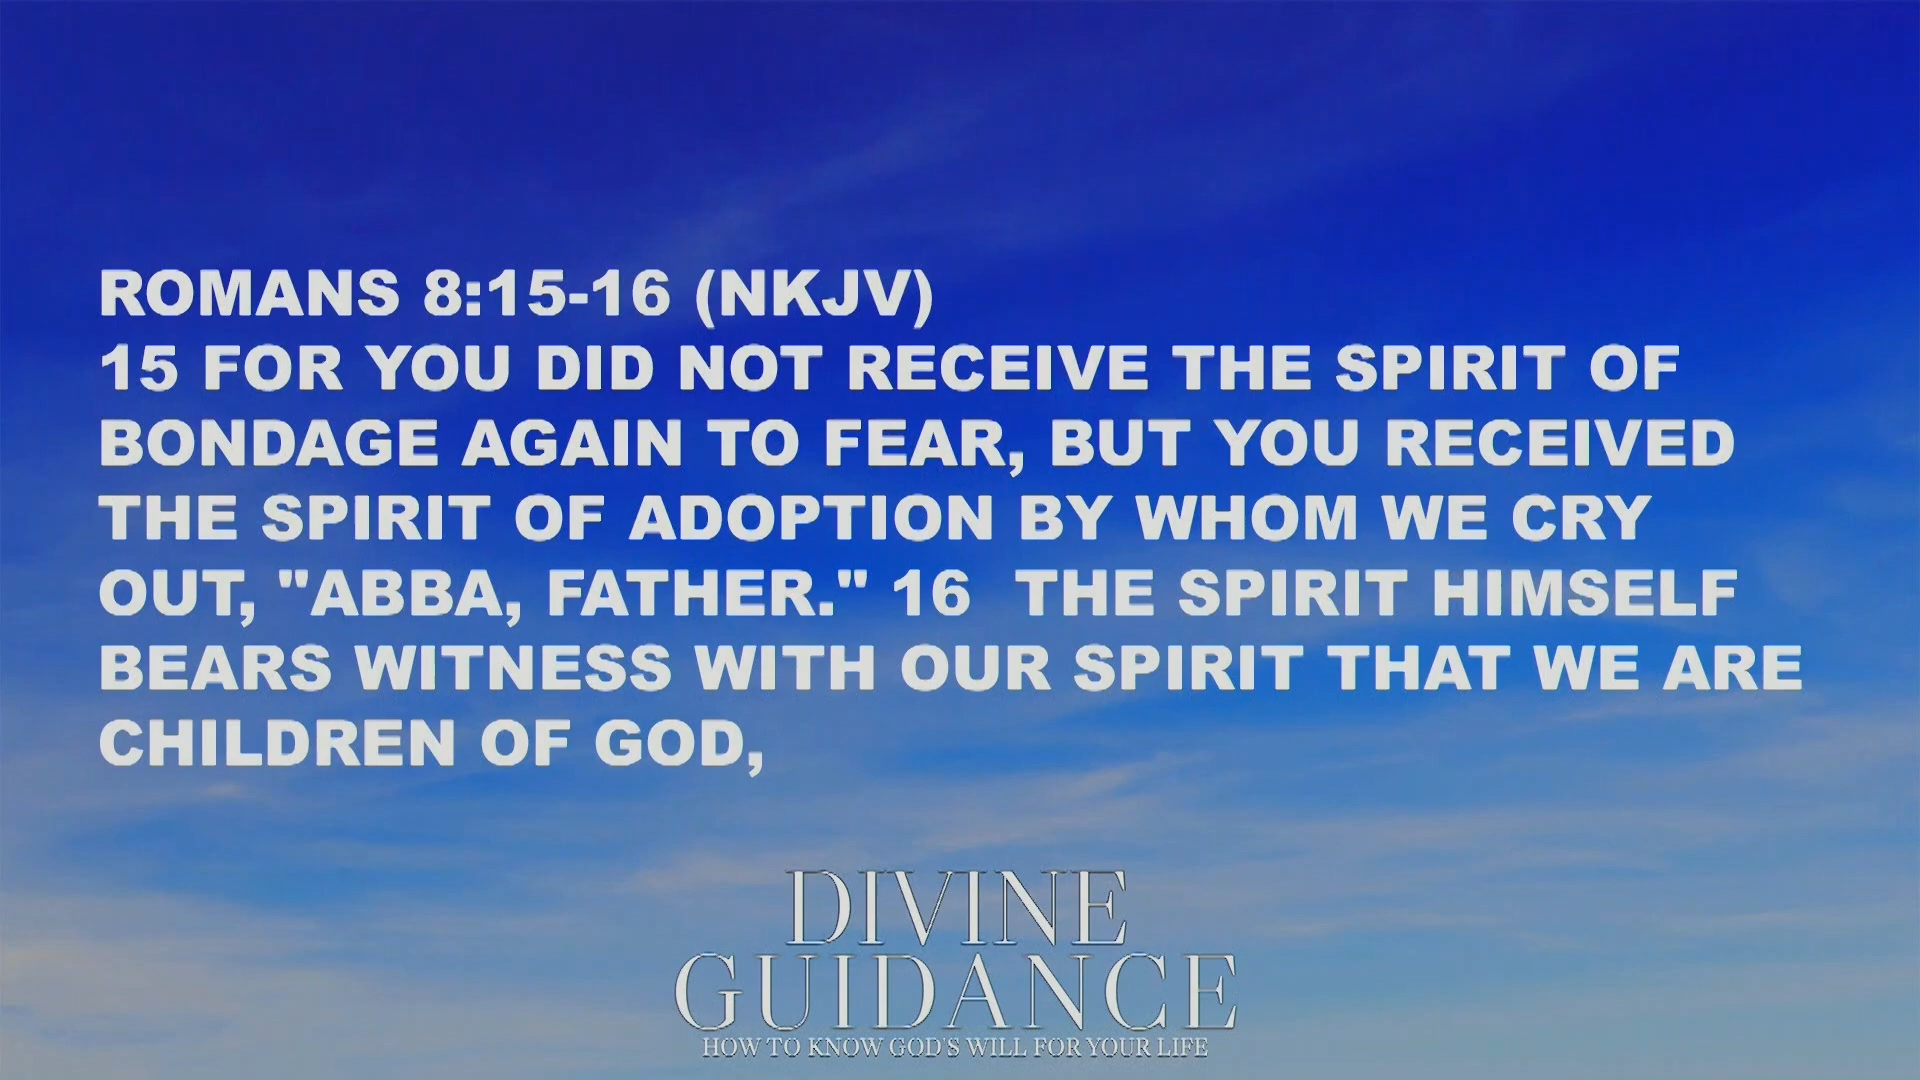 ROMANS 8:15-16 (NKJV)
15 FOR YOU DID NOT RECEIVE THE SPIRIT OF
BONDAGE AGAIN TO FEAR, BUT YOU RECEIVED
THE SPIRIT OF ADOPTION BY WHOM WE CRY
OUT, "ABBA, FATHER." 16  THE SPIRIT HIMSELF
BEARS WITNESS WITH OUR SPIRIT THAT WE ARE
CHILDREN OF GOD,
DIVINE
GUIDANCE
HOW TO KNOW GOD'S WILL FOR YOUR LIFE